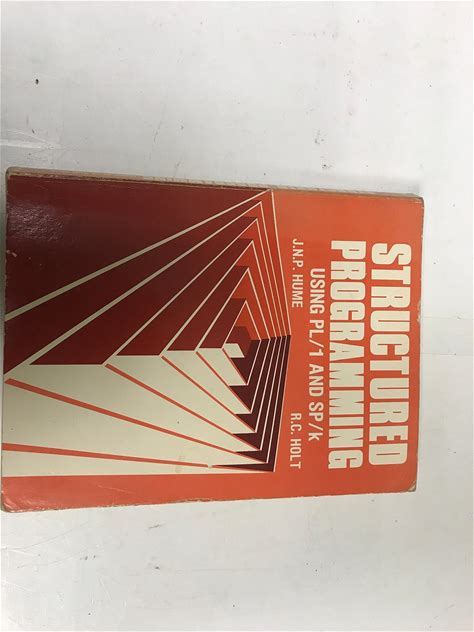 STRUCTURED
PROGRAMMING
USING PL/1 AND SP/k
J.N.P. HUME
R.C. HOLT